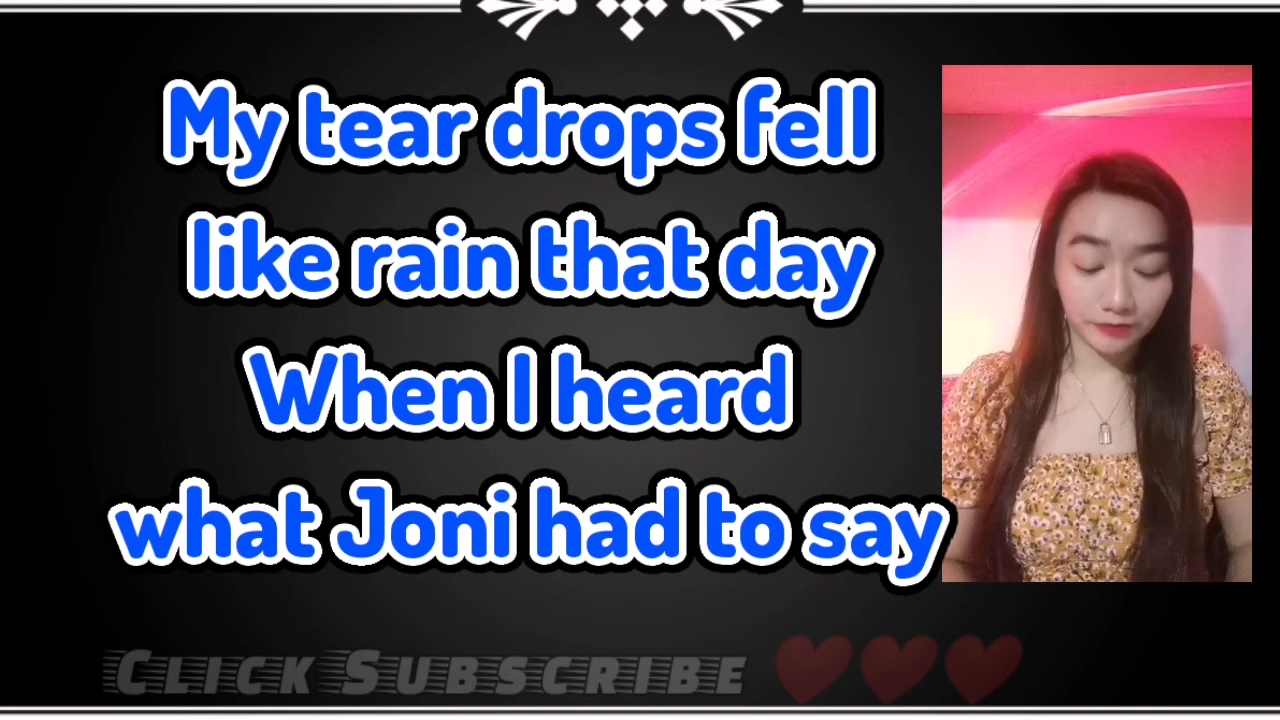 My tear drops fell
like rain that day
When I heard
what Joni had to say
Click Subscribe